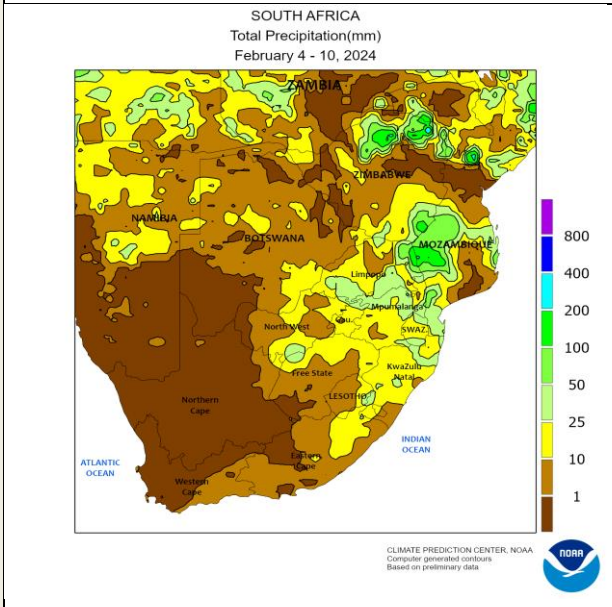 SOUTH AFRICA
Total Precipitation(mm)
February 4 - 10, 2024
ZAMBIA
ZIMBABWE
NAMIBIA
BOTSWANA
MOZAMBIQUE
Limpopo
Mpumalanga
Gau.
North West
SWAZ.
Free State
KwaZulu
Natal
LESOTHO
Northern
Cape
Eastern
Cape
Western
Cape
ATLANTIC
OCEAN
INDIAN
OCEAN
800
400
200
100
50
25
10
1
CLIMATE PREDICTION CENTER, NOAA
Computer generated contours
Based on preliminary data
NOAA